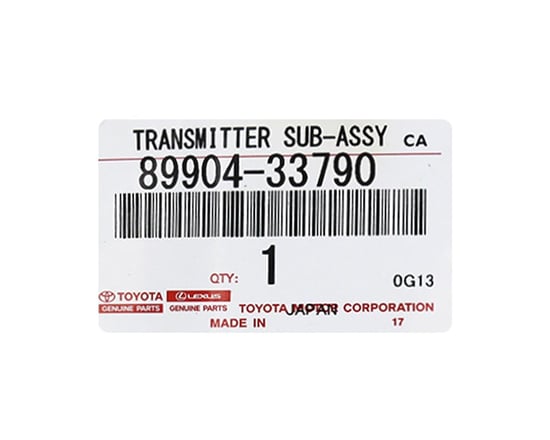 TRANSMITTER SUB-ASSY CA
89904-33790
QTY: 1
0G13
TOYOTA LEXUS
GENUINE PARTS GENUINE PARTS
TOYOTA MOTOR CORPORATION
MADE IN JAPAN 17